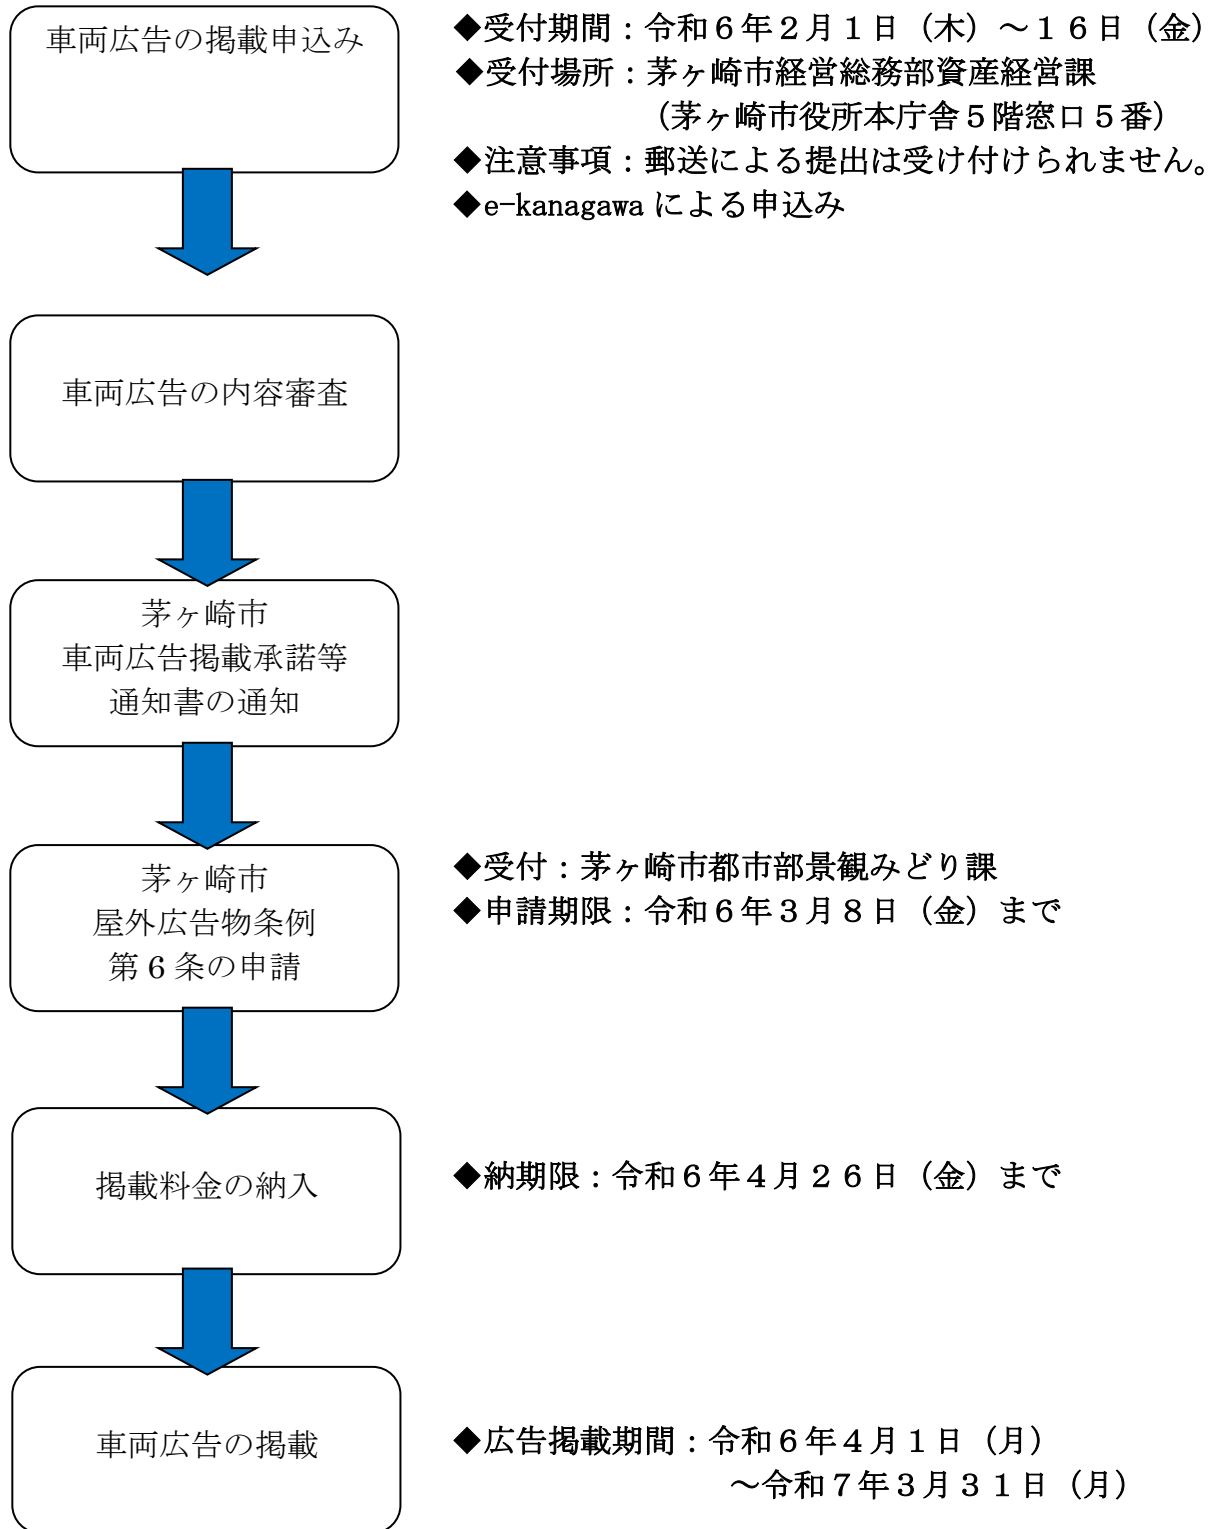 車両広告の掲載申込み
◆受付期間：令和６年２月１日（木）～１６日（金）
◆受付場所：茅ヶ崎市経営総務部資産経営課
（茅ヶ崎市役所本庁舎５階窓口５番）
◆注意事項：郵送による提出は受け付けられません。
◆e-kanagawa による申込み
車両広告の内容審査
茅ヶ崎市
車両広告掲載承諾等
通知書の通知
茅ヶ崎市
屋外広告物条例
第 6 条の申請
◆受付：茅ヶ崎市都市部景観みどり課
◆申請期限：令和６年３月８日（金）まで
掲載料金の納入
◆納期限：令和６年４月２６日（金）まで
車両広告の掲載
◆広告掲載期間：令和６年４月１日（月）
～令和７年３月３１日（月）